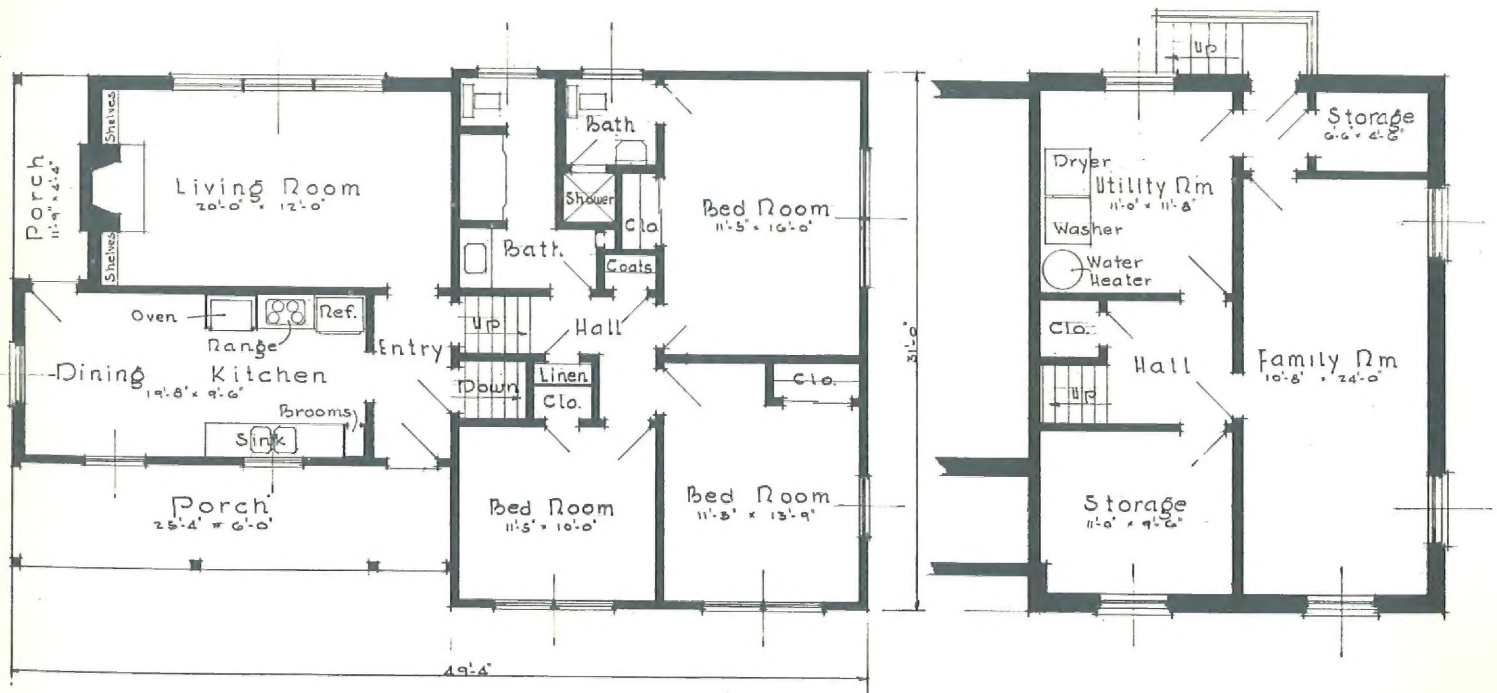 Porch
11'-9" × 4'-4"
Shelves
Shelves
Living Room
20'-0" × 12'-0"
Bath
Shower
Clo.
Bed Room
11'-5" × 16'-0"
Bath
Coats
Oven
Range
Ref.
Dining Kitchen
19'-8" × 9'-6"
Brooms
Sink
Entry
Up
Down
Hall
Linen
Clo.
Clo.
Porch
25'-4" × 6'-0"
Bed Room
11'-5" × 10'-0"
Bed Room
11'-3" × 13'-9"
31'-0"
49'-4"
Up
Storage
6'-6" × 4'-6"
Dryer
Utility Rm
11'-0" × 11'-8"
Washer
Water
Heater
Clo.
Hall
Up
Family Rm
10'-8" × 24'-0"
Storage
11'-0" × 9'-6"